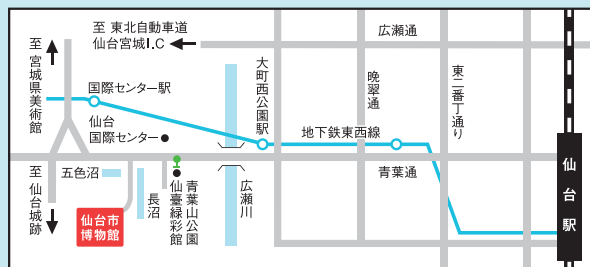 至 東北自動車道
仙台宮城I.C
広瀬通
至 宮城県美術館
国際センター駅
仙台
国際センター
大町西公園駅
晩翠通
東二番丁通り
地下鉄東西線
青葉通
仙台駅
至 仙台城跡
五色沼
長沼
仙台市
博物館
青葉山公園
仙臺緑彩館
広瀬川